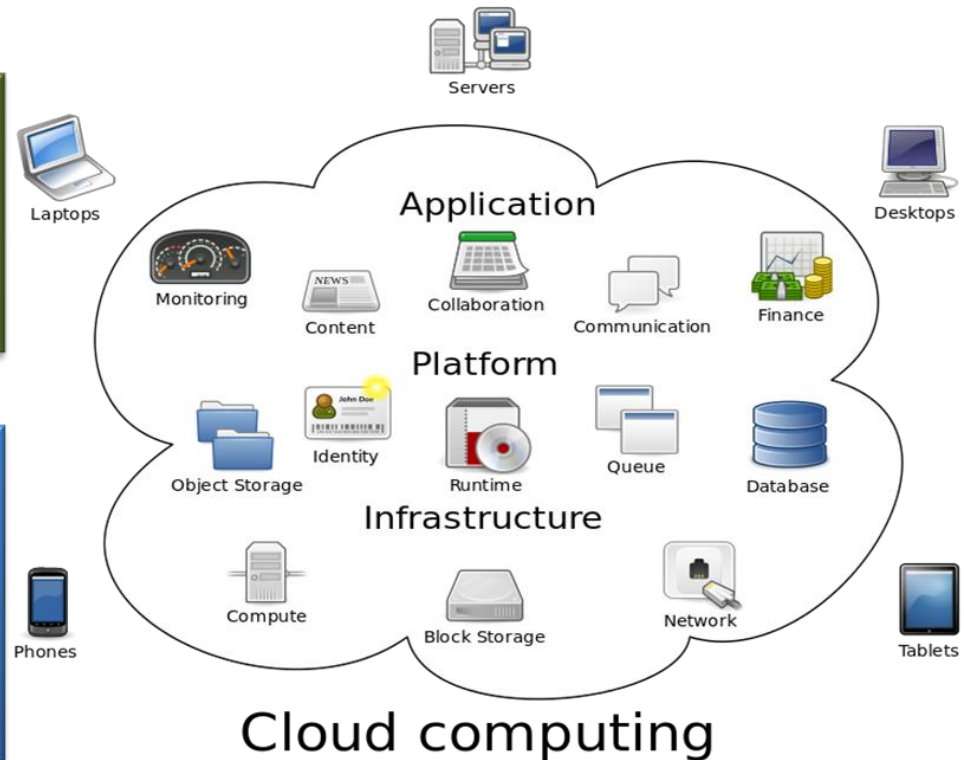 Servers
Laptops
Desktops
Application
Monitoring
NEWS
Content
Collaboration
Communication
Finance
Platform
John Doe
Object Storage
Identity
Runtime
Queue
Database
Infrastructure
Compute
Block Storage
Network
Phones
Tablets
Cloud computing